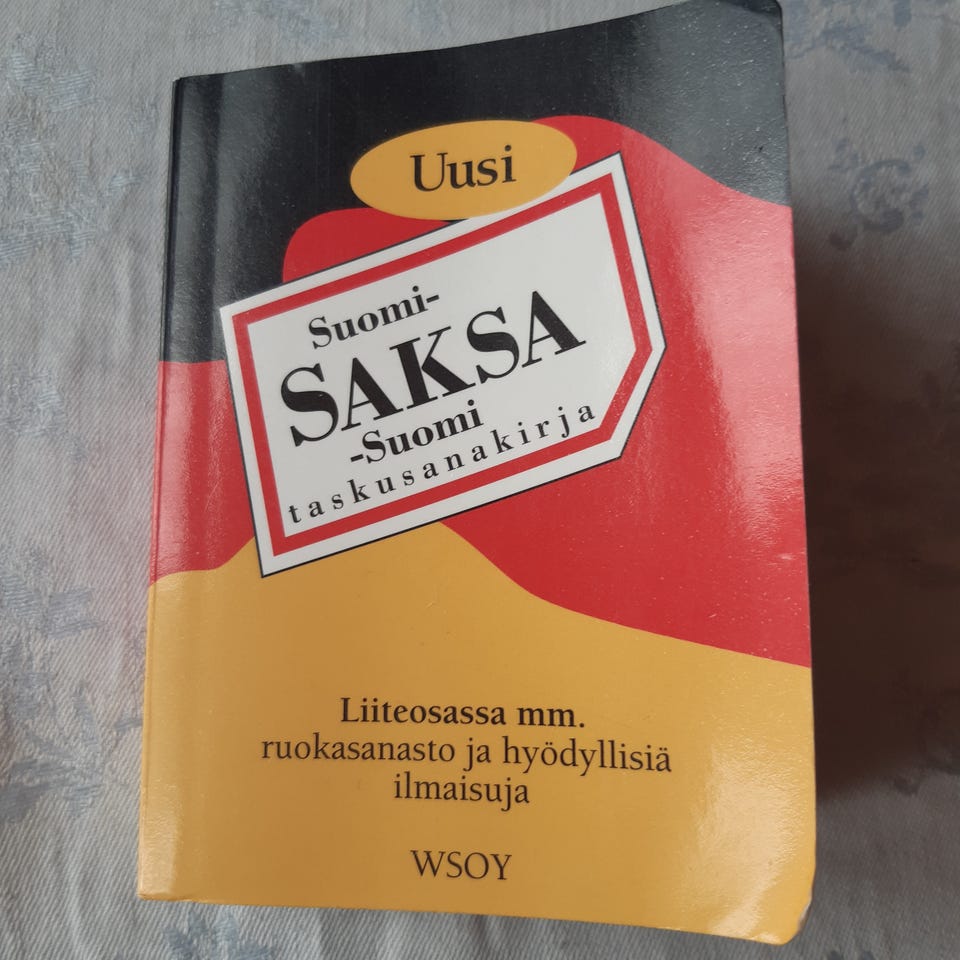 Uusi
Suomi-
SAKSA
-Suomi
taskusanakirja
Liiteosassa mm.
ruokasanasto ja hyödyllisiä
ilmaisuja
WSOY